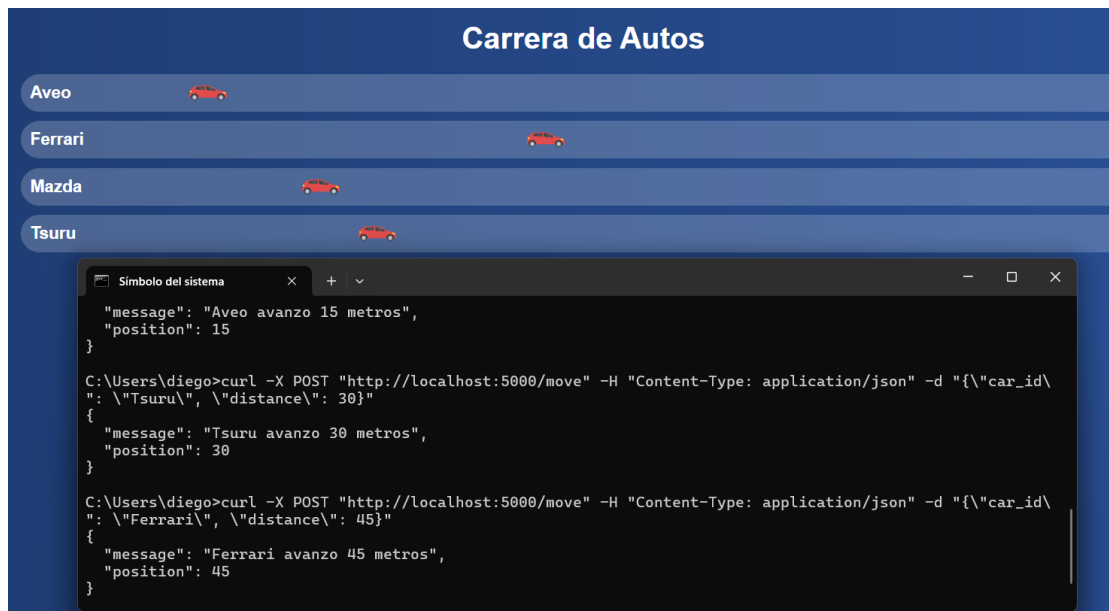 Carrera de Autos
Aveo
Ferrari
Mazda
Tsuru
Símbolo del sistema
"message": "Aveo avanzo 15 metros",
"position": 15
}
C:\Users\diego>curl -X POST "http://localhost:5000/move" -H "Content-Type: application/json" -d "{\"car_id\
": \"Tsuru\", \"distance\": 30}"
{
"message": "Tsuru avanzo 30 metros",
"position": 30
}
C:\Users\diego>curl -X POST "http://localhost:5000/move" -H "Content-Type: application/json" -d "{\"car_id\
": \"Ferrari\", \"distance\": 45}"
{
"message": "Ferrari avanzo 45 metros",
"position": 45
}